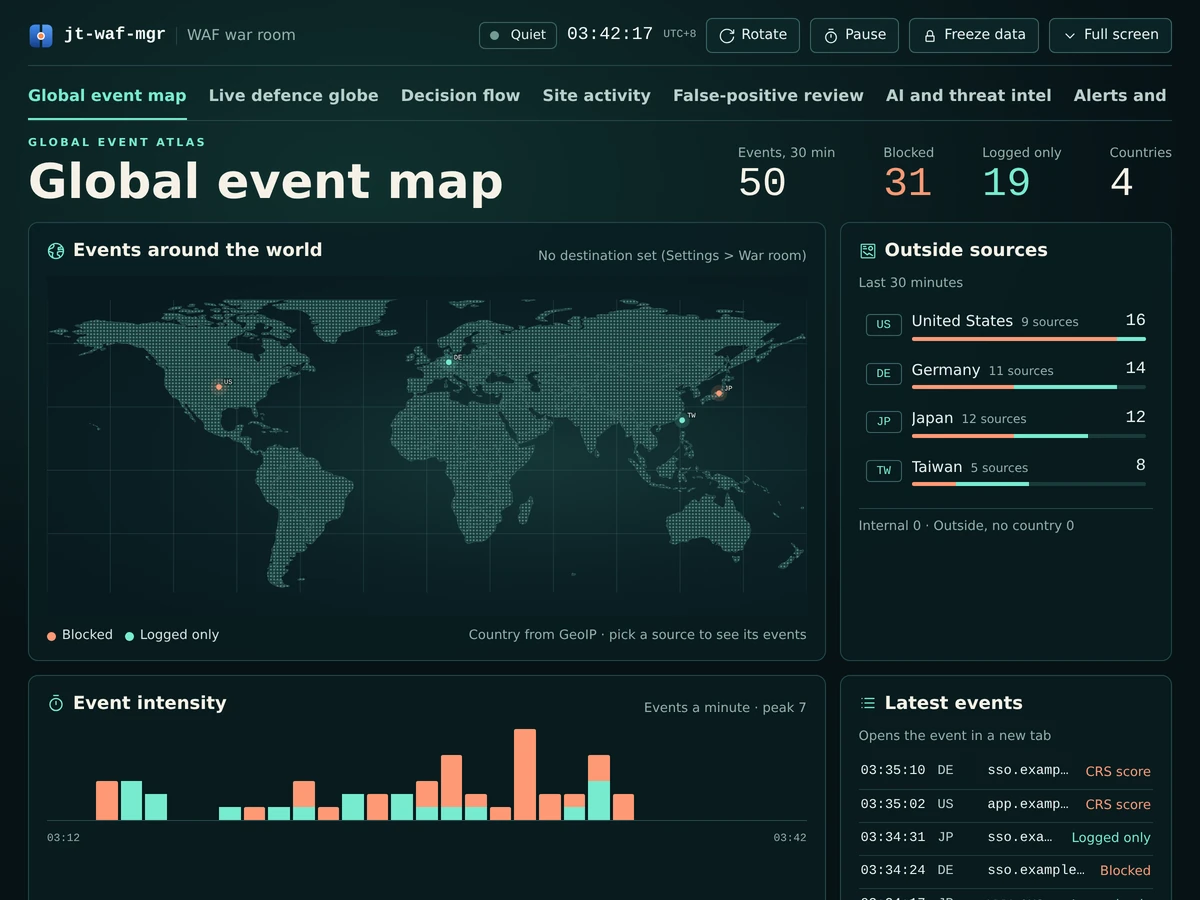 jt-waf-mgr WAF war room Quiet 03:42:17 UTC+8 Rotate Pause Freeze data Full screen
Global event map Live defence globe Decision flow Site activity False-positive review AI and threat intel Alerts and
GLOBAL EVENT ATLAS
Global event map
Events, 30 min Blocked Logged only Countries
50 31 19 4
Events around the world
No destination set (Settings > War room)
US
DE
JP
TW
Blocked Logged only
Country from GeoIP · pick a source to see its events
Outside sources
Last 30 minutes
US United States 9 sources 16
DE Germany 11 sources 14
JP Japan 12 sources 12
TW Taiwan 5 sources 8
Internal 0 · Outside, no country 0
Event intensity
Events a minute · peak 7
03:12 03:42
Latest events
Opens the event in a new tab
03:35:10 DE sso.examp… CRS score
03:35:02 US app.examp… CRS score
03:34:31 JP sso.exa… Logged only
03:34:24 DE sso.example… Blocked